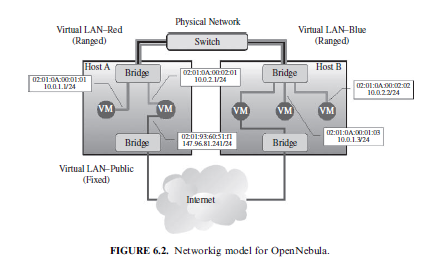 Physical Network
Virtual LAN–Red
(Ranged)
Virtual LAN–Blue
(Ranged)
Switch
Host A
Host B
Bridge
Bridge
02:01:0A:00:01:01
10.0.1.1/24
02:01:0A:00:02:01
10.0.2.1/24
02:01:0A:00:02:02
10.0.2.2/24
VM
VM
VM
VM
VM
02:01:0A:00:01:03
10.0.1.3/24
02:01:93:60:51:f1
147.96.81.241/24
Bridge
Bridge
Virtual LAN–Public
(Fixed)
Internet
FIGURE 6.2. Networkig model for OpenNebula.